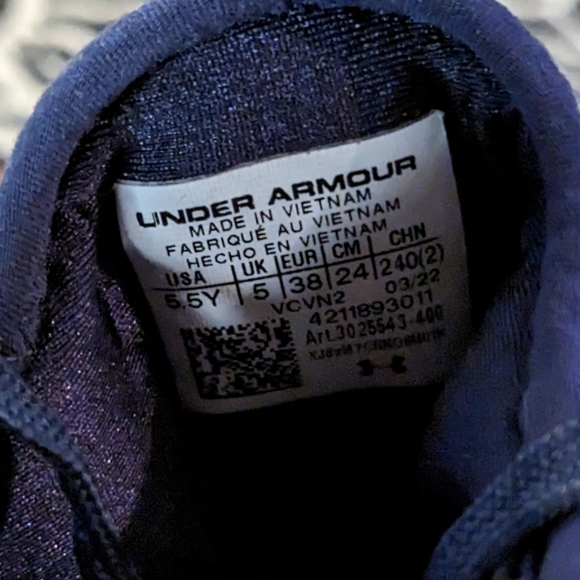 UNDER ARMOUR
MADE IN VIETNAM
FABRIQUÉ AU VIETNAM
HECHO EN VIETNAM
USA UK EUR CM CHN
5,5Y 5 38 24 240(2)
VCVN2 03/22
4211893011
Art.3025543-400